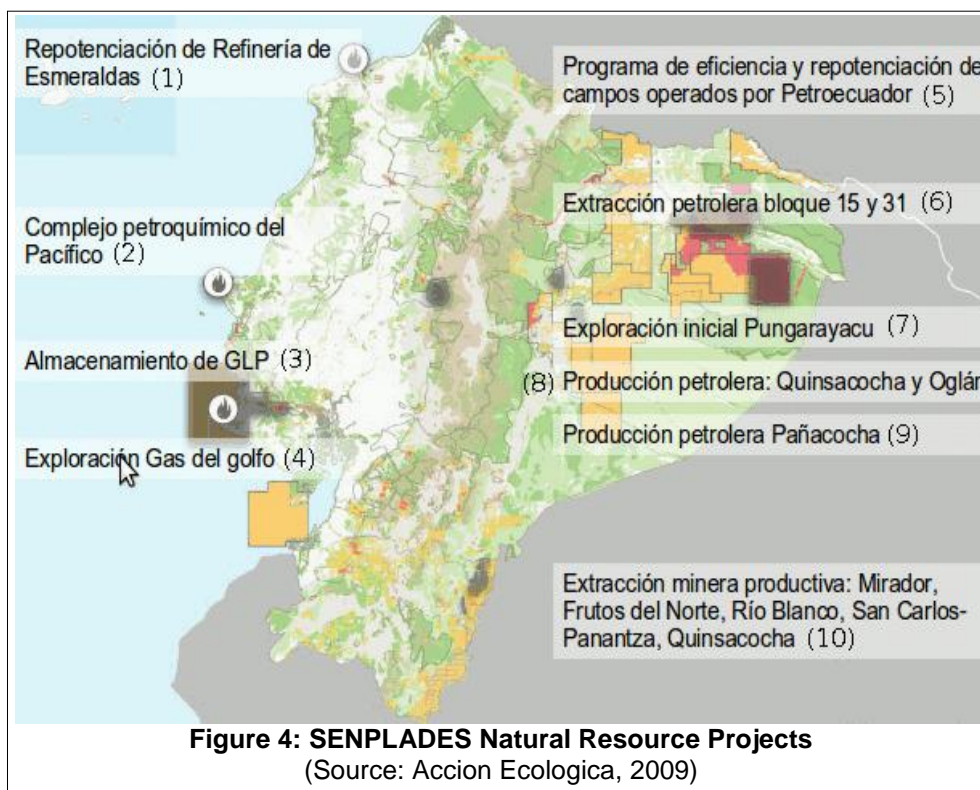 Repotenciación de Refinería de
Esmeraldas (1)
Complejo petroquímico del
Pacífico (2)
Almacenamiento de GLP (3)
Exploración Gas del golfo (4)
Programa de eficiencia y repotenciación de
campos operados por Petroecuador (5)
Extracción petrolera bloque 15 y 31 (6)
Exploración inicial Pungarayacu (7)
(8) Producción petrolera: Quinsacocha y Oglán
Producción petrolera Pañacocha (9)
Extracción minera productiva: Mirador,
Frutos del Norte, Río Blanco, San Carlos-
Panantza, Quinsacocha (10)
Figure 4: SENPLADES Natural Resource Projects
(Source: Accion Ecologica, 2009)